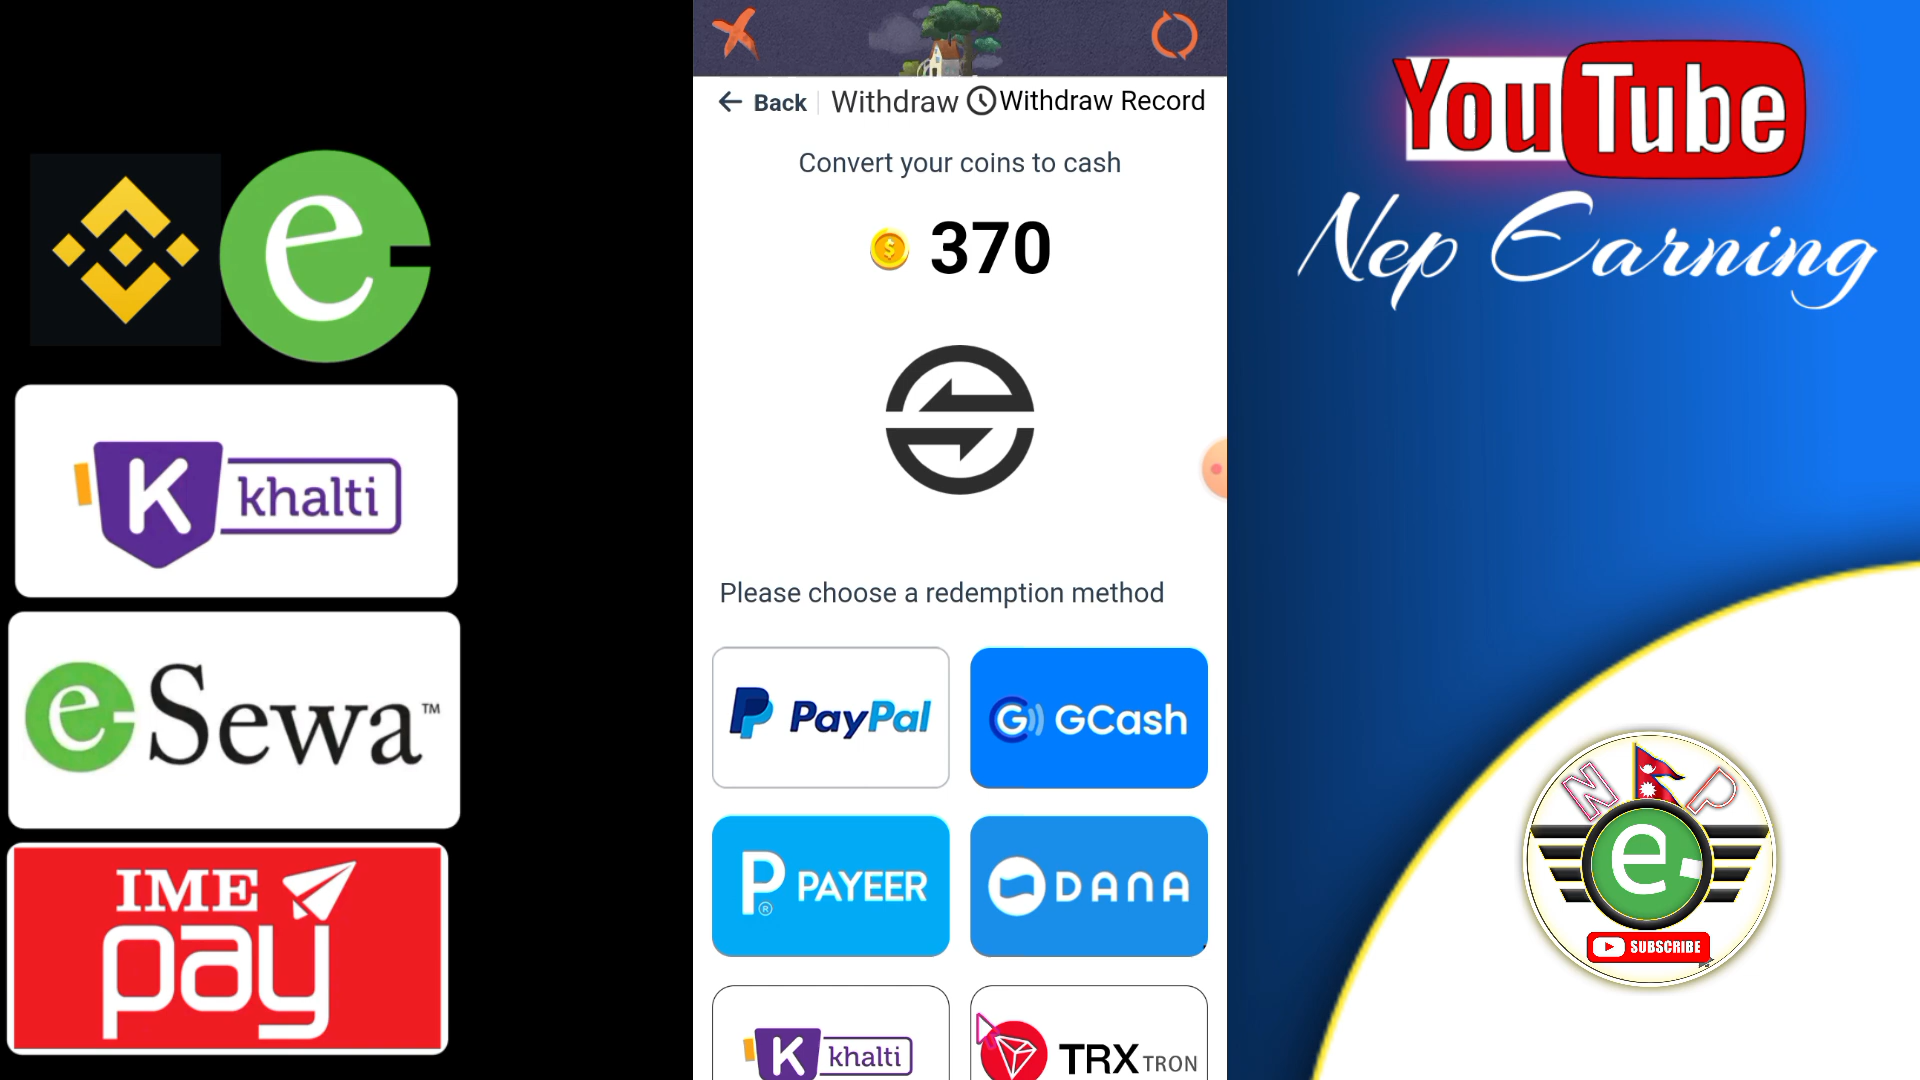 e
K khalti
eSewa™
IME
pay
Back Withdraw Withdraw Record
Convert your coins to cash
$ 370
Please choose a redemption method
P PayPal
G GCash
P® PAYEER
DANA
K khalti
TRX TRON
YouTube
Nep Earning
N P
e
SUBSCRIBE